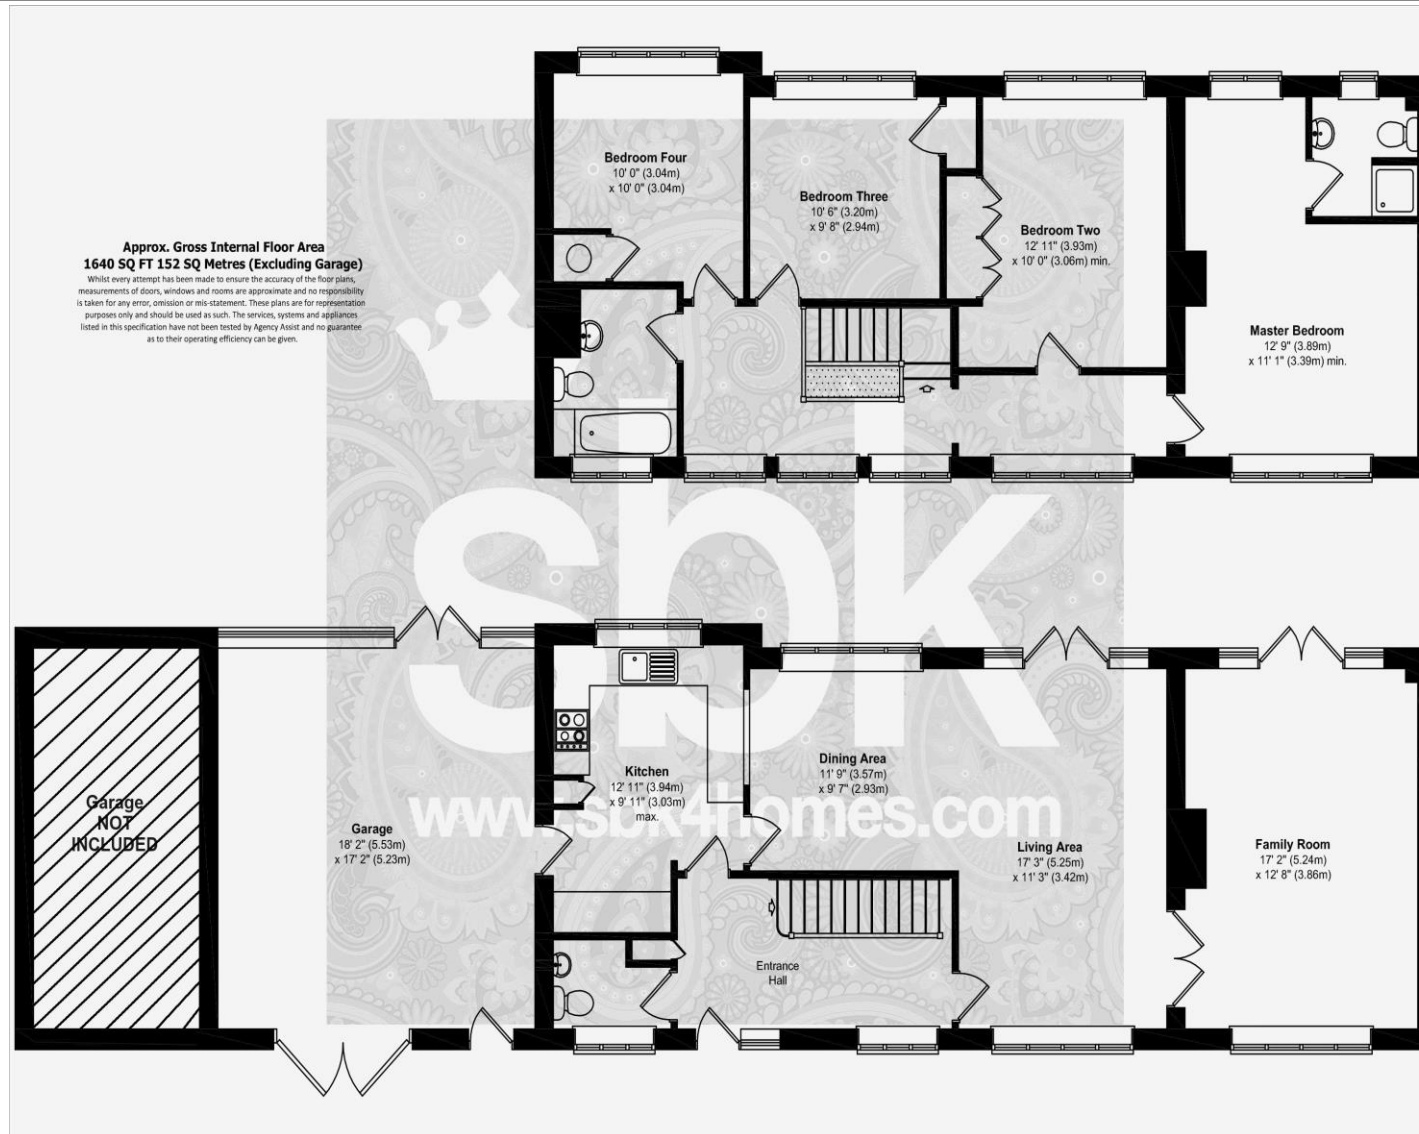 Approx. Gross Internal Floor Area
1640 SQ FT 152 SQ Metres (Excluding Garage)
Whilst every attempt has been made to ensure the accuracy of the floor plans,
measurements of doors, windows and rooms are approximate and no responsibility
is taken for any error, omission or mis-statement. These plans are for representation
purposes only and should be used as such. The services, systems and appliances
listed in this specification have not been tested by Agency Assist and no guarantee
as to their operating efficiency can be given.
Bedroom Four
10' 0" (3.04m)
x 10' 0" (3.04m)
Bedroom Three
10' 6" (3.20m)
x 9' 8" (2.94m)
Bedroom Two
12' 11" (3.93m)
x 10' 0" (3.06m) min.
Master Bedroom
12' 9" (3.89m)
x 11' 1" (3.39m) min.
sbk
www.sbk4homes.com
Garage
NOT
INCLUDED
Garage
18' 2" (5.53m)
x 17' 2" (5.23m)
Kitchen
12' 11" (3.94m)
x 9' 11" (3.03m)
max.
Dining Area
11' 9" (3.57m)
x 9' 7" (2.93m)
Living Area
17' 3" (5.25m)
x 11' 3" (3.42m)
Family Room
17' 2" (5.24m)
x 12' 8" (3.86m)
Entrance
Hall